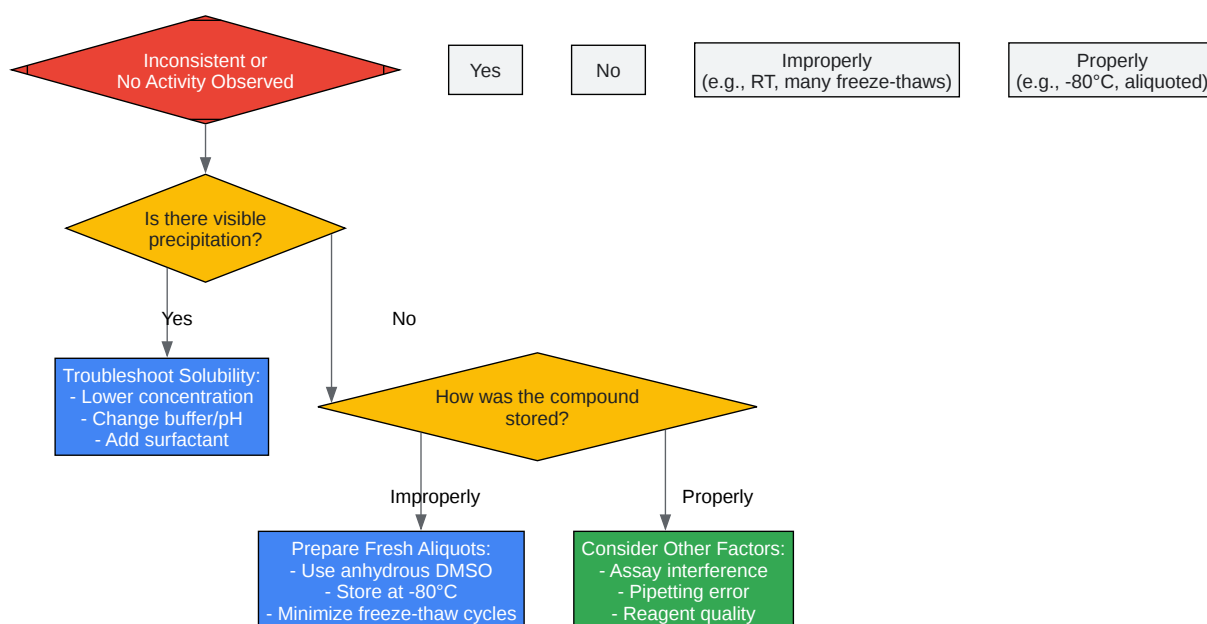 Inconsistent or
No Activity Observed
Yes
No
Improperly
(e.g., RT, many freeze-thaws)
Properly
(e.g., -80°C, aliquoted)
Is there visible
precipitation?
Yes
No
Troubleshoot Solubility:
- Lower concentration
- Change buffer/pH
- Add surfactant
How was the compound
stored?
Improperly
Properly
Prepare Fresh Aliquots:
- Use anhydrous DMSO
- Store at -80°C
- Minimize freeze-thaw cycles
Consider Other Factors:
- Assay interference
- Pipetting error
- Reagent quality